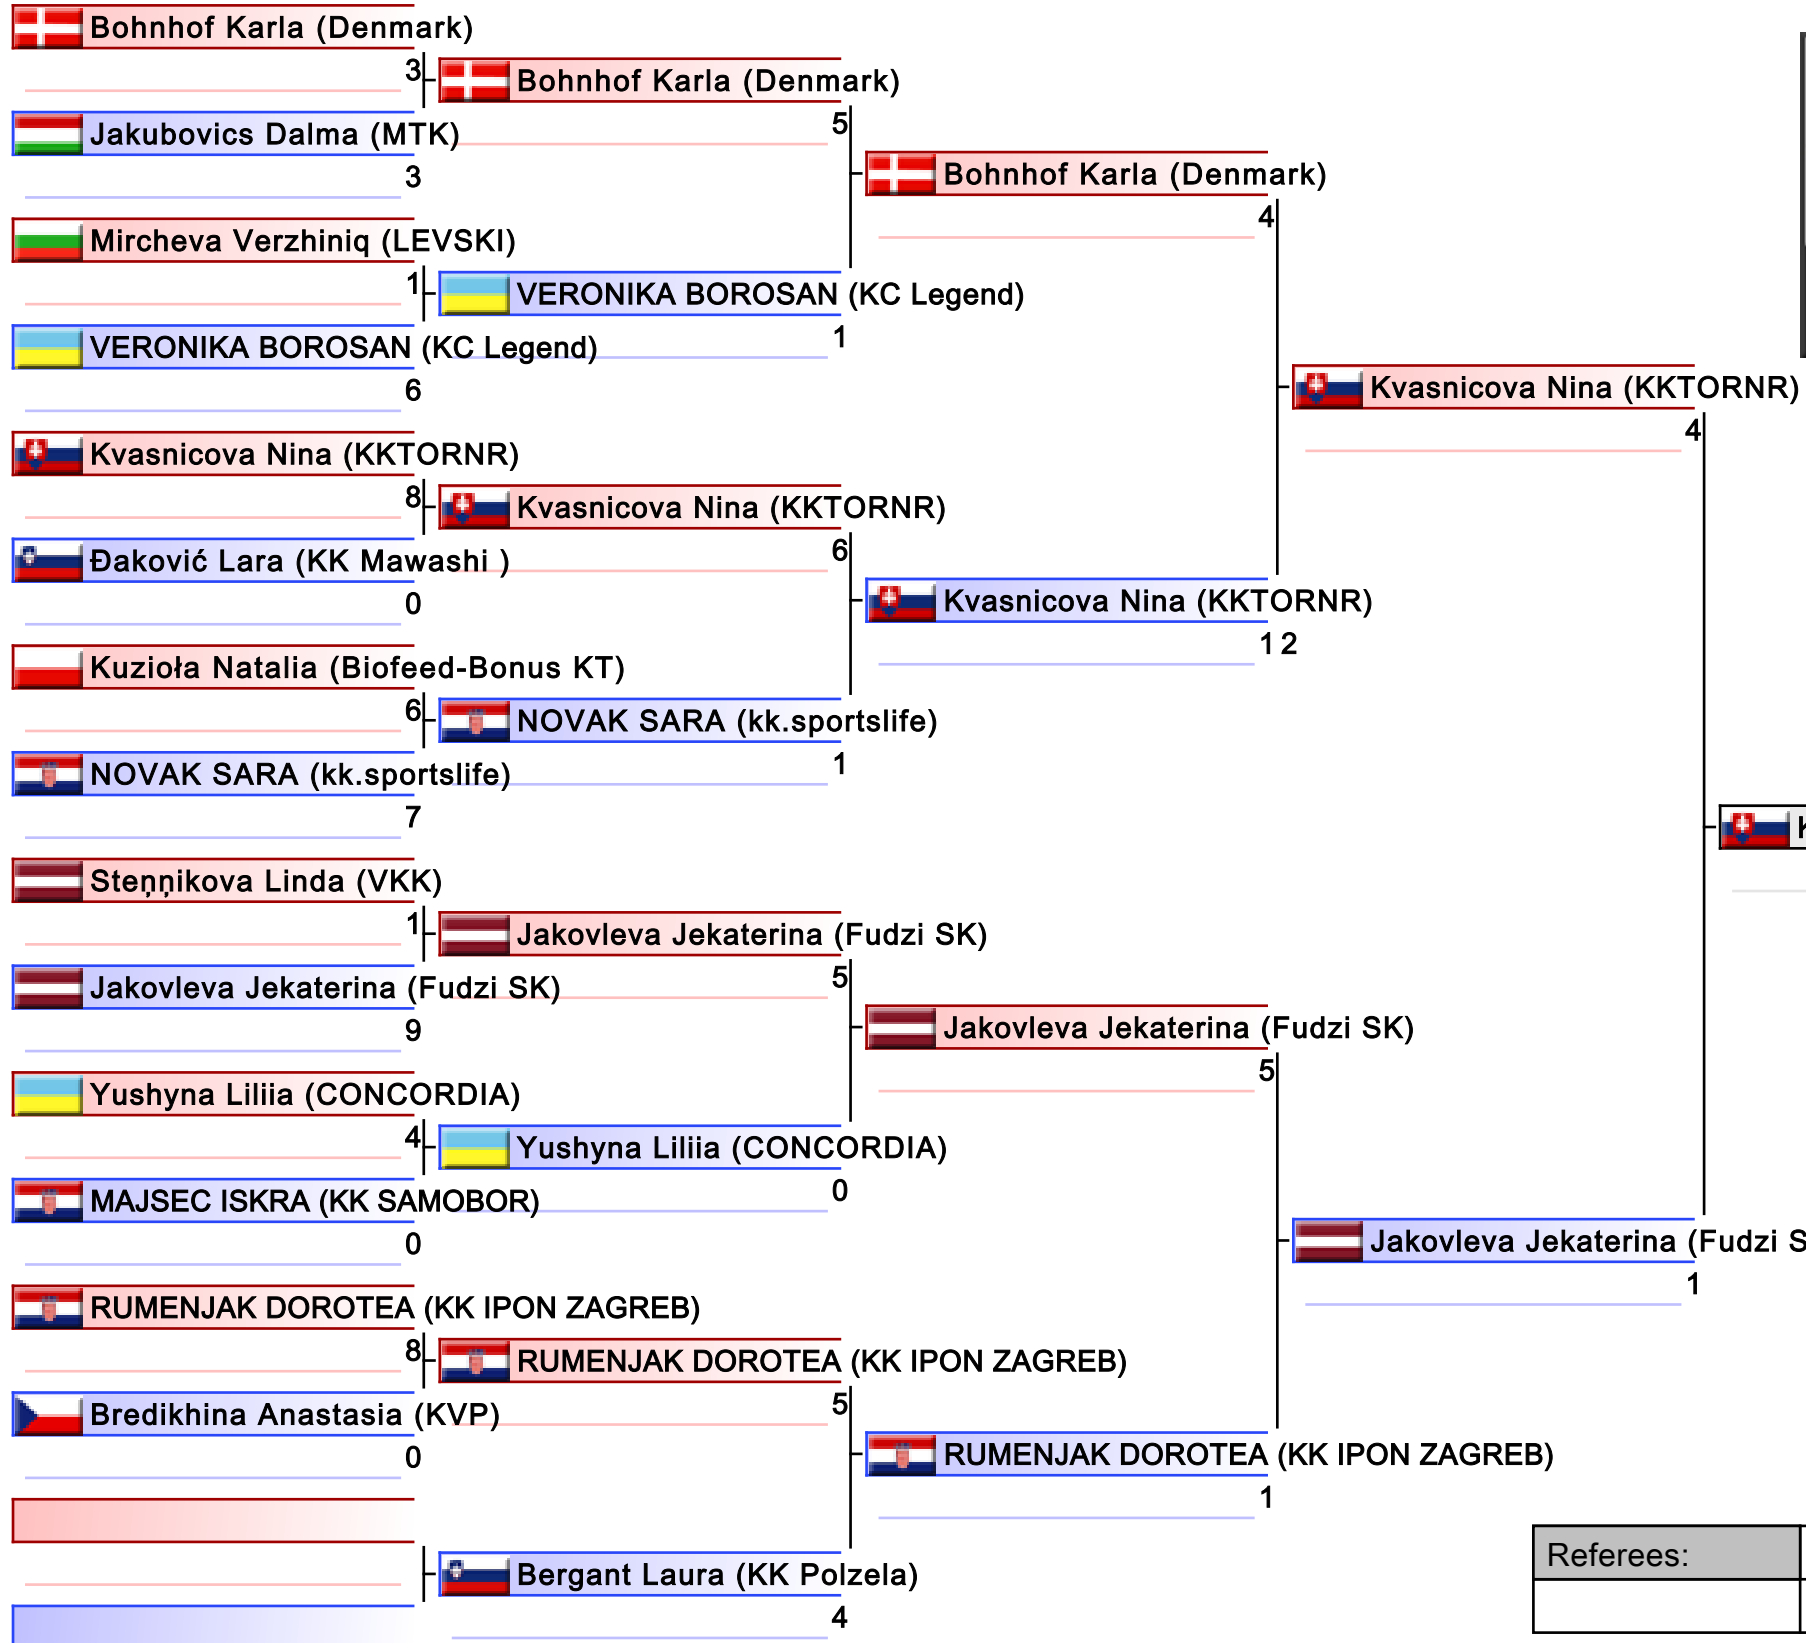 Bohnhof Karla (Denmark)
3
Jakubovics Dalma (MTK)
3
Mircheva Verzhiniq (LEVSKI)
1
VERONIKA BOROSAN (KC Legend)
6
Kvasnicova Nina (KKTORNR)
8
Đaković Lara (KK Mawashi )
0
Kuzioła Natalia (Biofeed-Bonus KT)
6
NOVAK SARA (kk.sportslife)
7
Steņņikova Linda (VKK)
1
Jakovleva Jekaterina (Fudzi SK)
9
Yushyna Liliia (CONCORDIA)
4
MAJSEC ISKRA (KK SAMOBOR)
0
RUMENJAK DOROTEA (KK IPON ZAGREB)
8
Bredikhina Anastasia (KVP)
0
Bohnhof Karla (Denmark)
5
VERONIKA BOROSAN (KC Legend)
1
Kvasnicova Nina (KKTORNR)
6
NOVAK SARA (kk.sportslife)
1
Jakovleva Jekaterina (Fudzi SK)
5
Yushyna Liliia (CONCORDIA)
0
RUMENJAK DOROTEA (KK IPON ZAGREB)
5
Bergant Laura (KK Polzela)
4
Bohnhof Karla (Denmark)
4
Kvasnicova Nina (KKTORNR)
12
Jakovleva Jekaterina (Fudzi SK)
5
RUMENJAK DOROTEA (KK IPON ZAGREB)
1
Kvasnicova Nina (KKTORNR)
4
Jakovleva Jekaterina (Fudzi S
1
Referees: